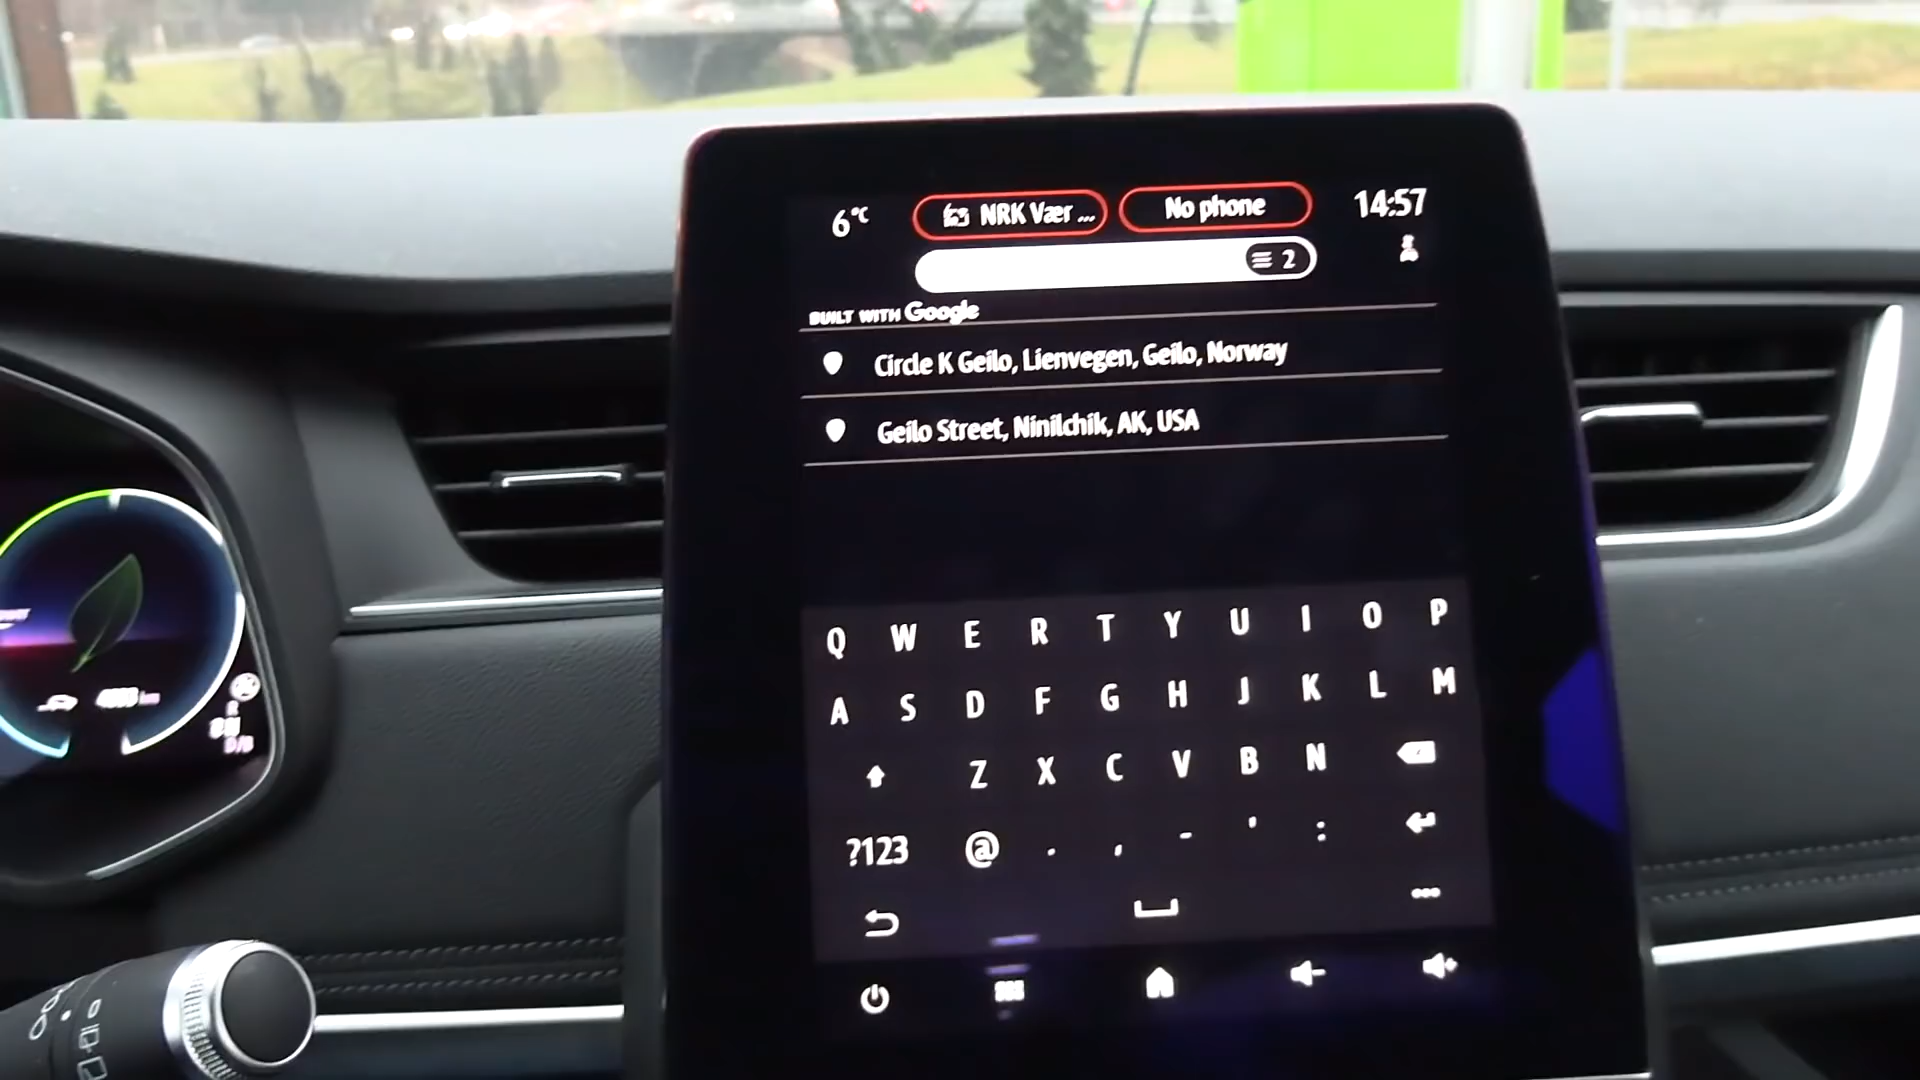 6°C NRK Vær ... No phone 14:57
2
BUILT WITH Google
Circle K Geilo, Lienvegen, Geilo, Norway
Geilo Street, Ninilchik, AK, USA
Q W E R T Y U I O P
A S D F G H J K L M
Z X C V B N
?123 @ . , - ' :
...